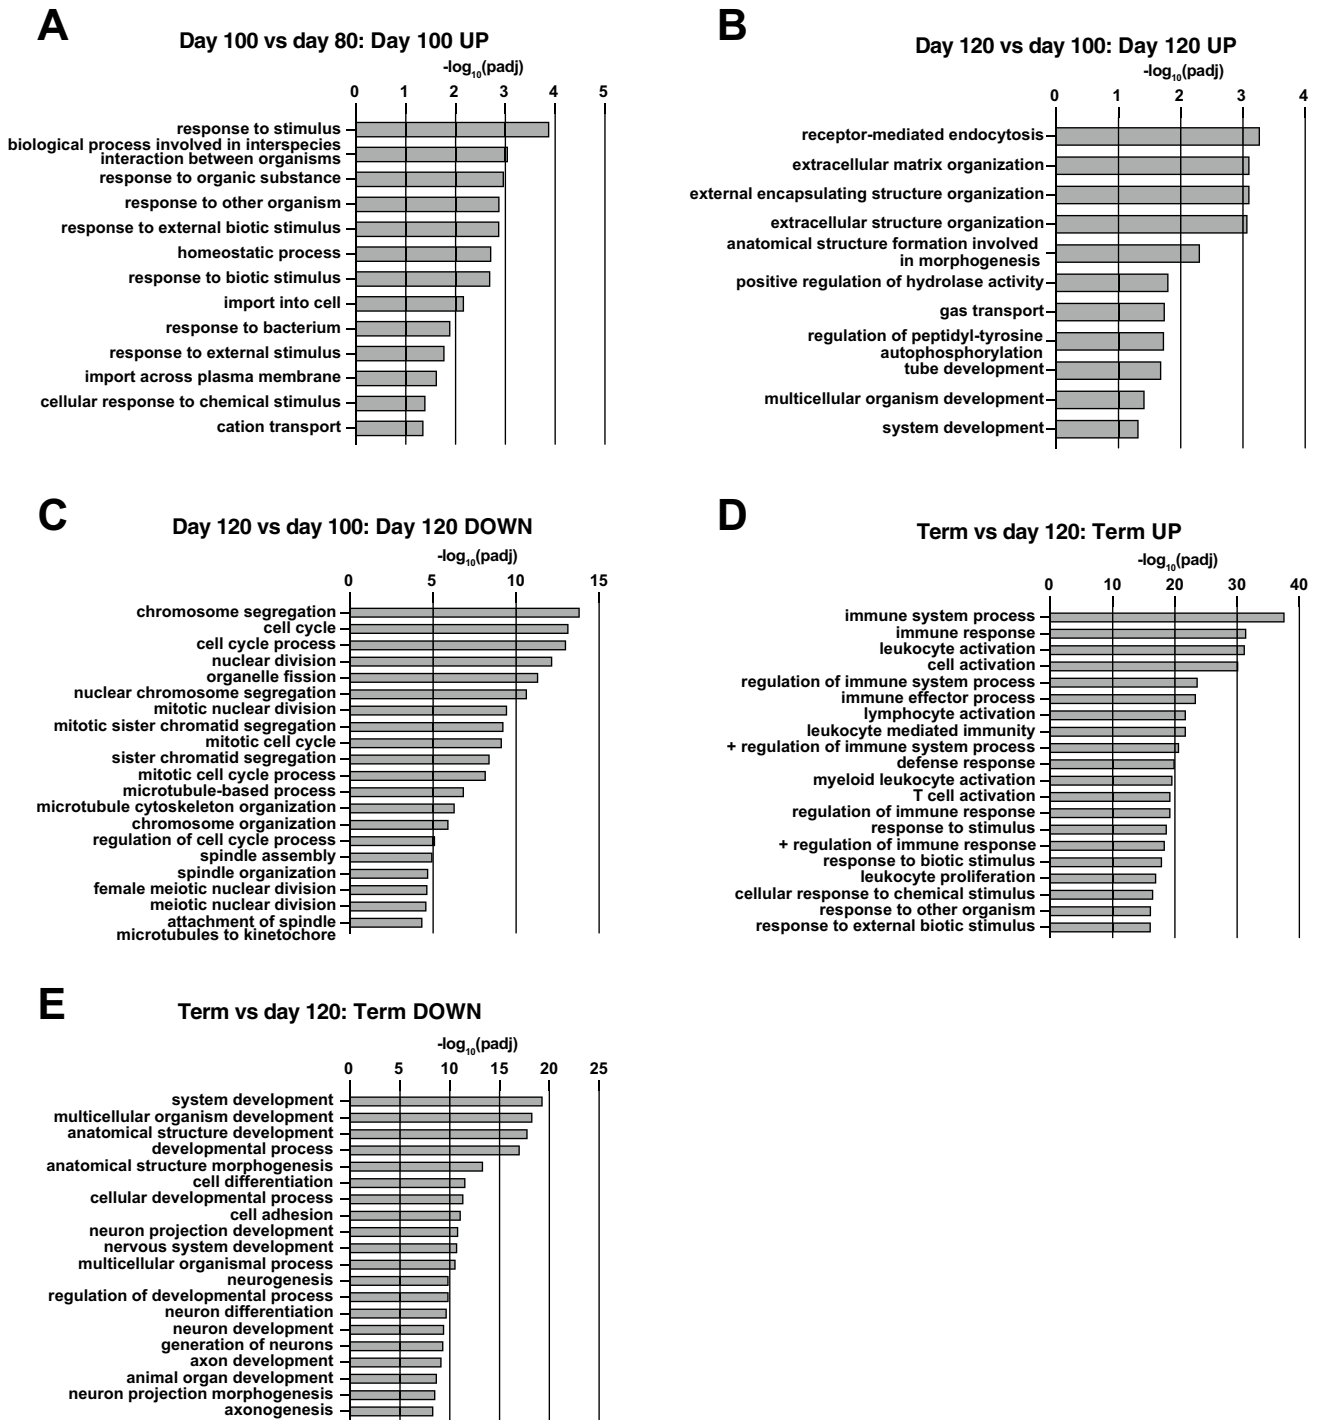 A
Day 100 vs day 80: Day 100 UP
-log10(padj)
0 1 2 3 4 5
response to stimulus
biological process involved in interspecies
interaction between organisms
response to organic substance
response to other organism
response to external biotic stimulus
homeostatic process
response to biotic stimulus
import into cell
response to bacterium
response to external stimulus
import across plasma membrane
cellular response to chemical stimulus
cation transport
B
Day 120 vs day 100: Day 120 UP
-log10(padj)
0 1 2 3 4
receptor-mediated endocytosis
extracellular matrix organization
external encapsulating structure organization
extracellular structure organization
anatomical structure formation involved
in morphogenesis
positive regulation of hydrolase activity
gas transport
regulation of peptidyl-tyrosine
autophosphorylation
tube development
multicellular organism development
system development
C
Day 120 vs day 100: Day 120 DOWN
-log10(padj)
0 5 10 15
chromosome segregation
cell cycle
cell cycle process
nuclear division
organelle fission
nuclear chromosome segregation
mitotic nuclear division
mitotic sister chromatid segregation
mitotic cell cycle
sister chromatid segregation
mitotic cell cycle process
microtubule-based process
microtubule cytoskeleton organization
chromosome organization
regulation of cell cycle process
spindle assembly
spindle organization
female meiotic nuclear division
meiotic nuclear division
attachment of spindle
microtubules to kinetochore
D
Term vs day 120: Term UP
-log10(padj)
0 10 20 30 40
immune system process
immune response
leukocyte activation
cell activation
regulation of immune system process
immune effector process
lymphocyte activation
leukocyte mediated immunity
+ regulation of immune system process
defense response
myeloid leukocyte activation
T cell activation
regulation of immune response
response to stimulus
+ regulation of immune response
response to biotic stimulus
leukocyte proliferation
cellular response to chemical stimulus
response to other organism
response to external biotic stimulus
E
Term vs day 120: Term DOWN
-log10(padj)
0 5 10 15 20 25
system development
multicellular organism development
anatomical structure development
developmental process
anatomical structure morphogenesis
cell differentiation
cellular developmental process
cell adhesion
neuron projection development
nervous system development
multicellular organismal process
neurogenesis
regulation of developmental process
neuron differentiation
neuron development
generation of neurons
axon development
animal organ development
neuron projection morphogenesis
axonogenesis